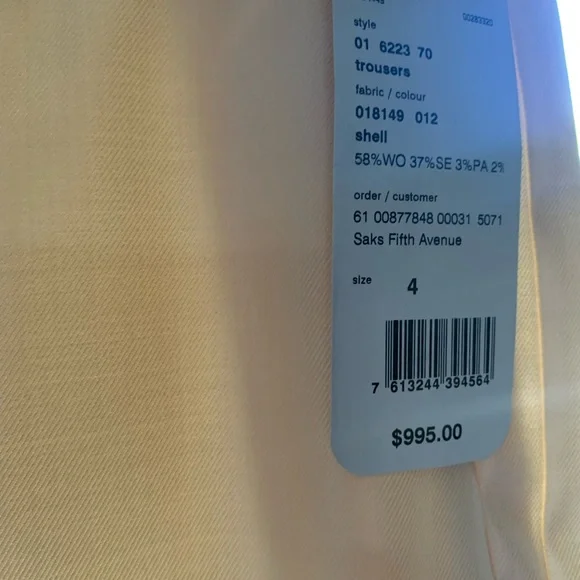 00283320
style
01 6223 70
trousers
fabric / colour
018149 012
shell
58%WO 37%SE 3%PA 2%
order / customer
61 00877848 00031 5071
Saks Fifth Avenue
size 4
7 613244 394564
$995.00